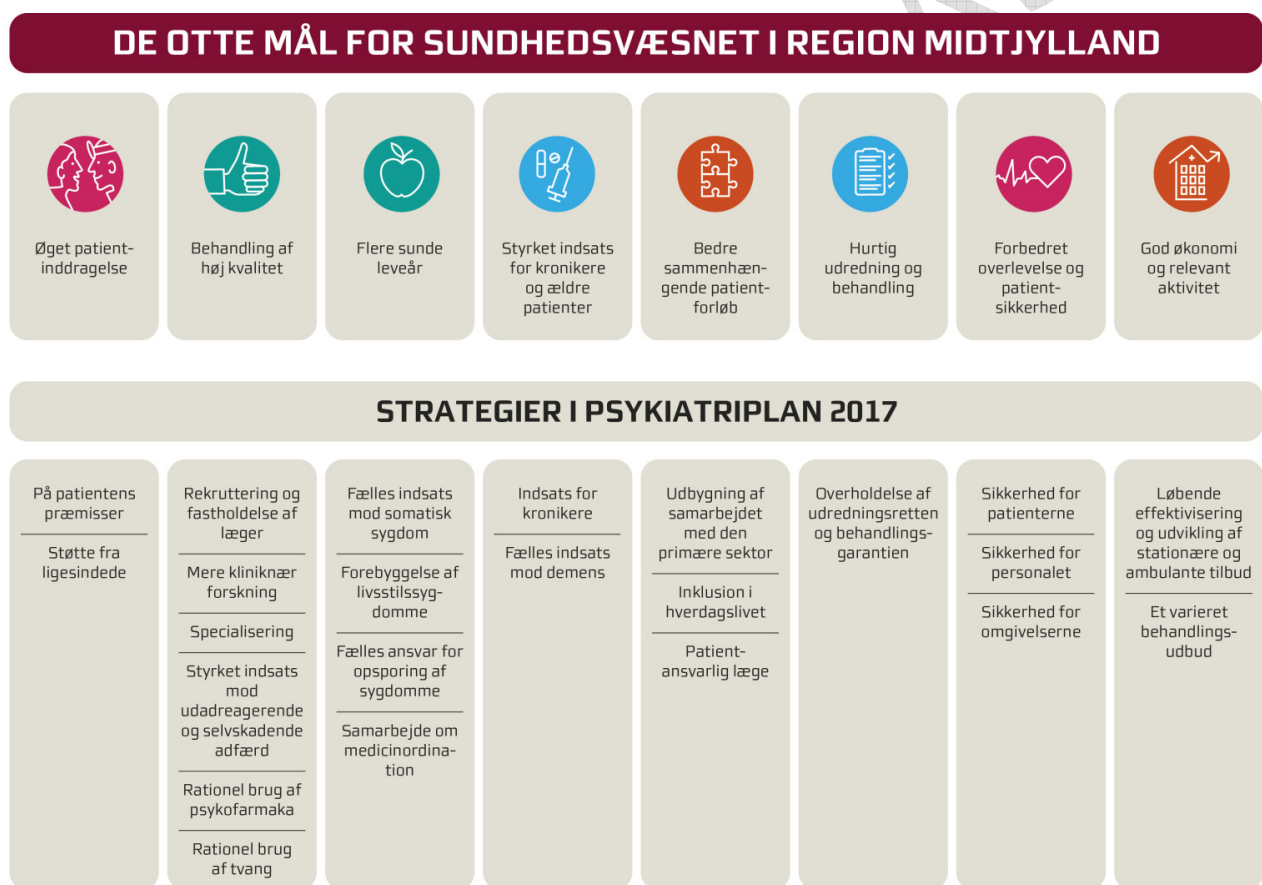 DE OTTE MÅL FOR SUNDHEDSVÆSNET I REGION MIDTJYLLAND
Øget patient-
inddragelse
Behandling af
høj kvalitet
Flere sunde
leveår
Styrket indsats
for kronikere
og ældre
patienter
Bedre
sammenhæn-
gende patient-
forløb
Hurtig
udredning og
behandling
Forbedret
overlevelse og
patient-
sikkerhed
God økonomi
og relevant
aktivitet
STRATEGIER I PSYKIATRIPLAN 2017
På patientens
præmisser
Støtte fra
ligesindede
Rekruttering og
fastholdelse af
læger
Mere kliniknær
forskning
Specialisering
Styrket indsats
mod
udadreagerende
og selvskadende
adfærd
Rationel brug af
psykofarmaka
Rationel brug
af tvang
Fælles indsats
mod somatisk
sygdom
Forebyggelse af
livsstilssyg-
domme
Fælles ansvar for
opsporing af
sygdomme
Samarbejde om
medicinordina-
tion
Indsats for
kronikere
Fælles indsats
mod demens
Udbygning af
samarbejdet
med den
primære sektor
Inklusion i
hverdagslivet
Patient-
ansvarlig læge
Overholdelse af
udredningsretten
og behandlings-
garantien
Sikkerhed for
patienterne
Sikkerhed for
personalet
Sikkerhed for
omgivelserne
Løbende
effektivisering
og udvikling af
stationære og
ambulante tilbud
Et varieret
behandlings-
udbud